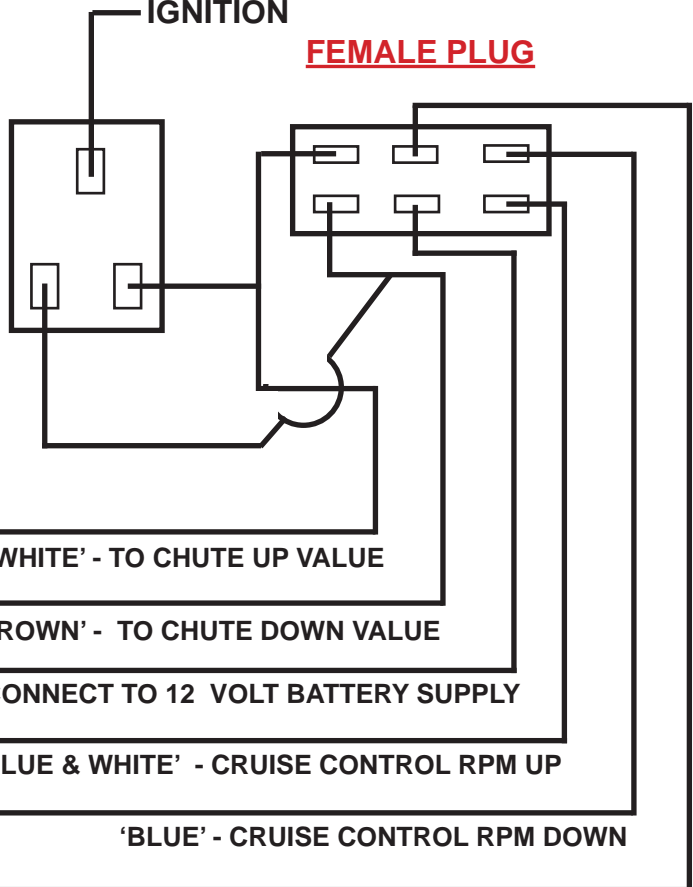 IGNITION
FEMALE PLUG
WHITE’ - TO CHUTE UP VALUE
ROWN’ - TO CHUTE DOWN VALUE
ONNECT TO 12 VOLT BATTERY SUPPLY
LUE & WHITE’ - CRUISE CONTROL RPM UP
‘BLUE’ - CRUISE CONTROL RPM DOWN